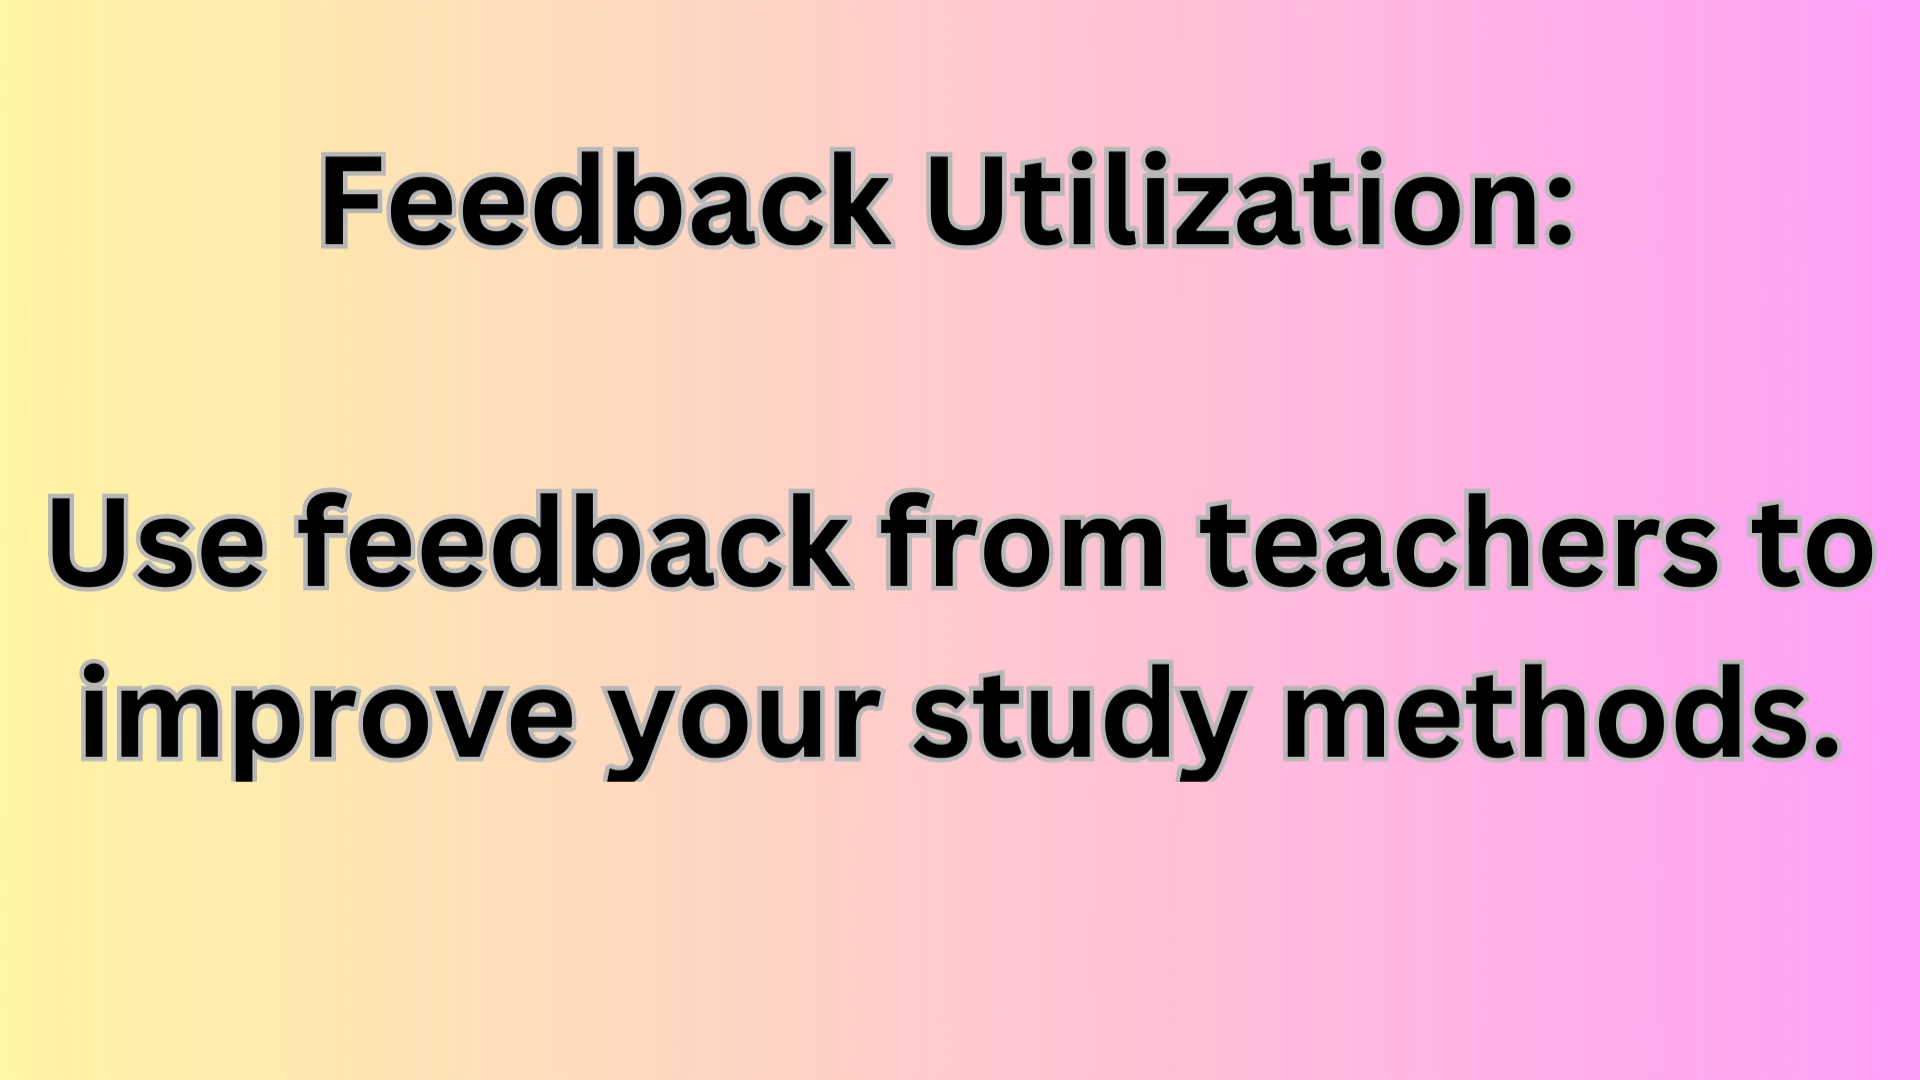 Feedback Utilization:
Use feedback from teachers to
improve your study methods.